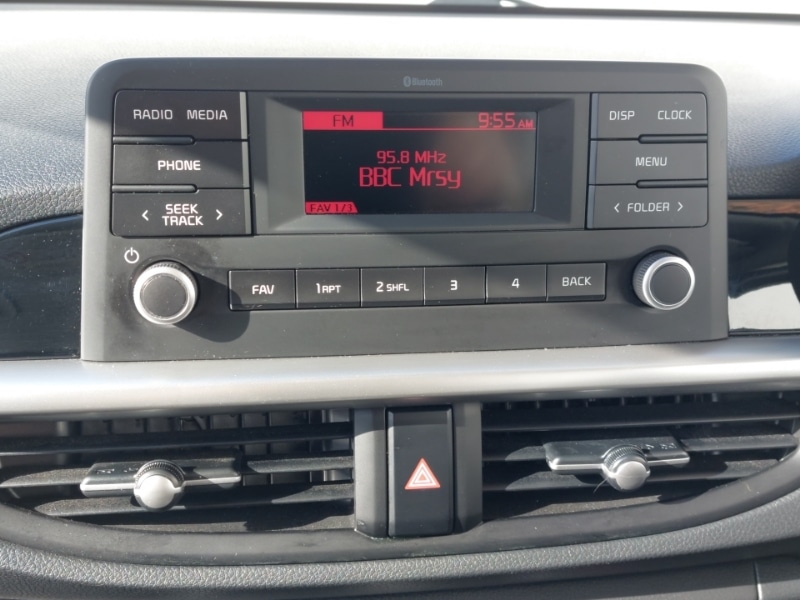 Bluetooth
RADIO MEDIA
PHONE
< SEEK >
TRACK
FM 9:55 AM
95.8 MHz
BBC Mrsy
FAV 1/3
DISP CLOCK
MENU
< FOLDER >
FAV 1 RPT 2 SHFL 3 4 BACK